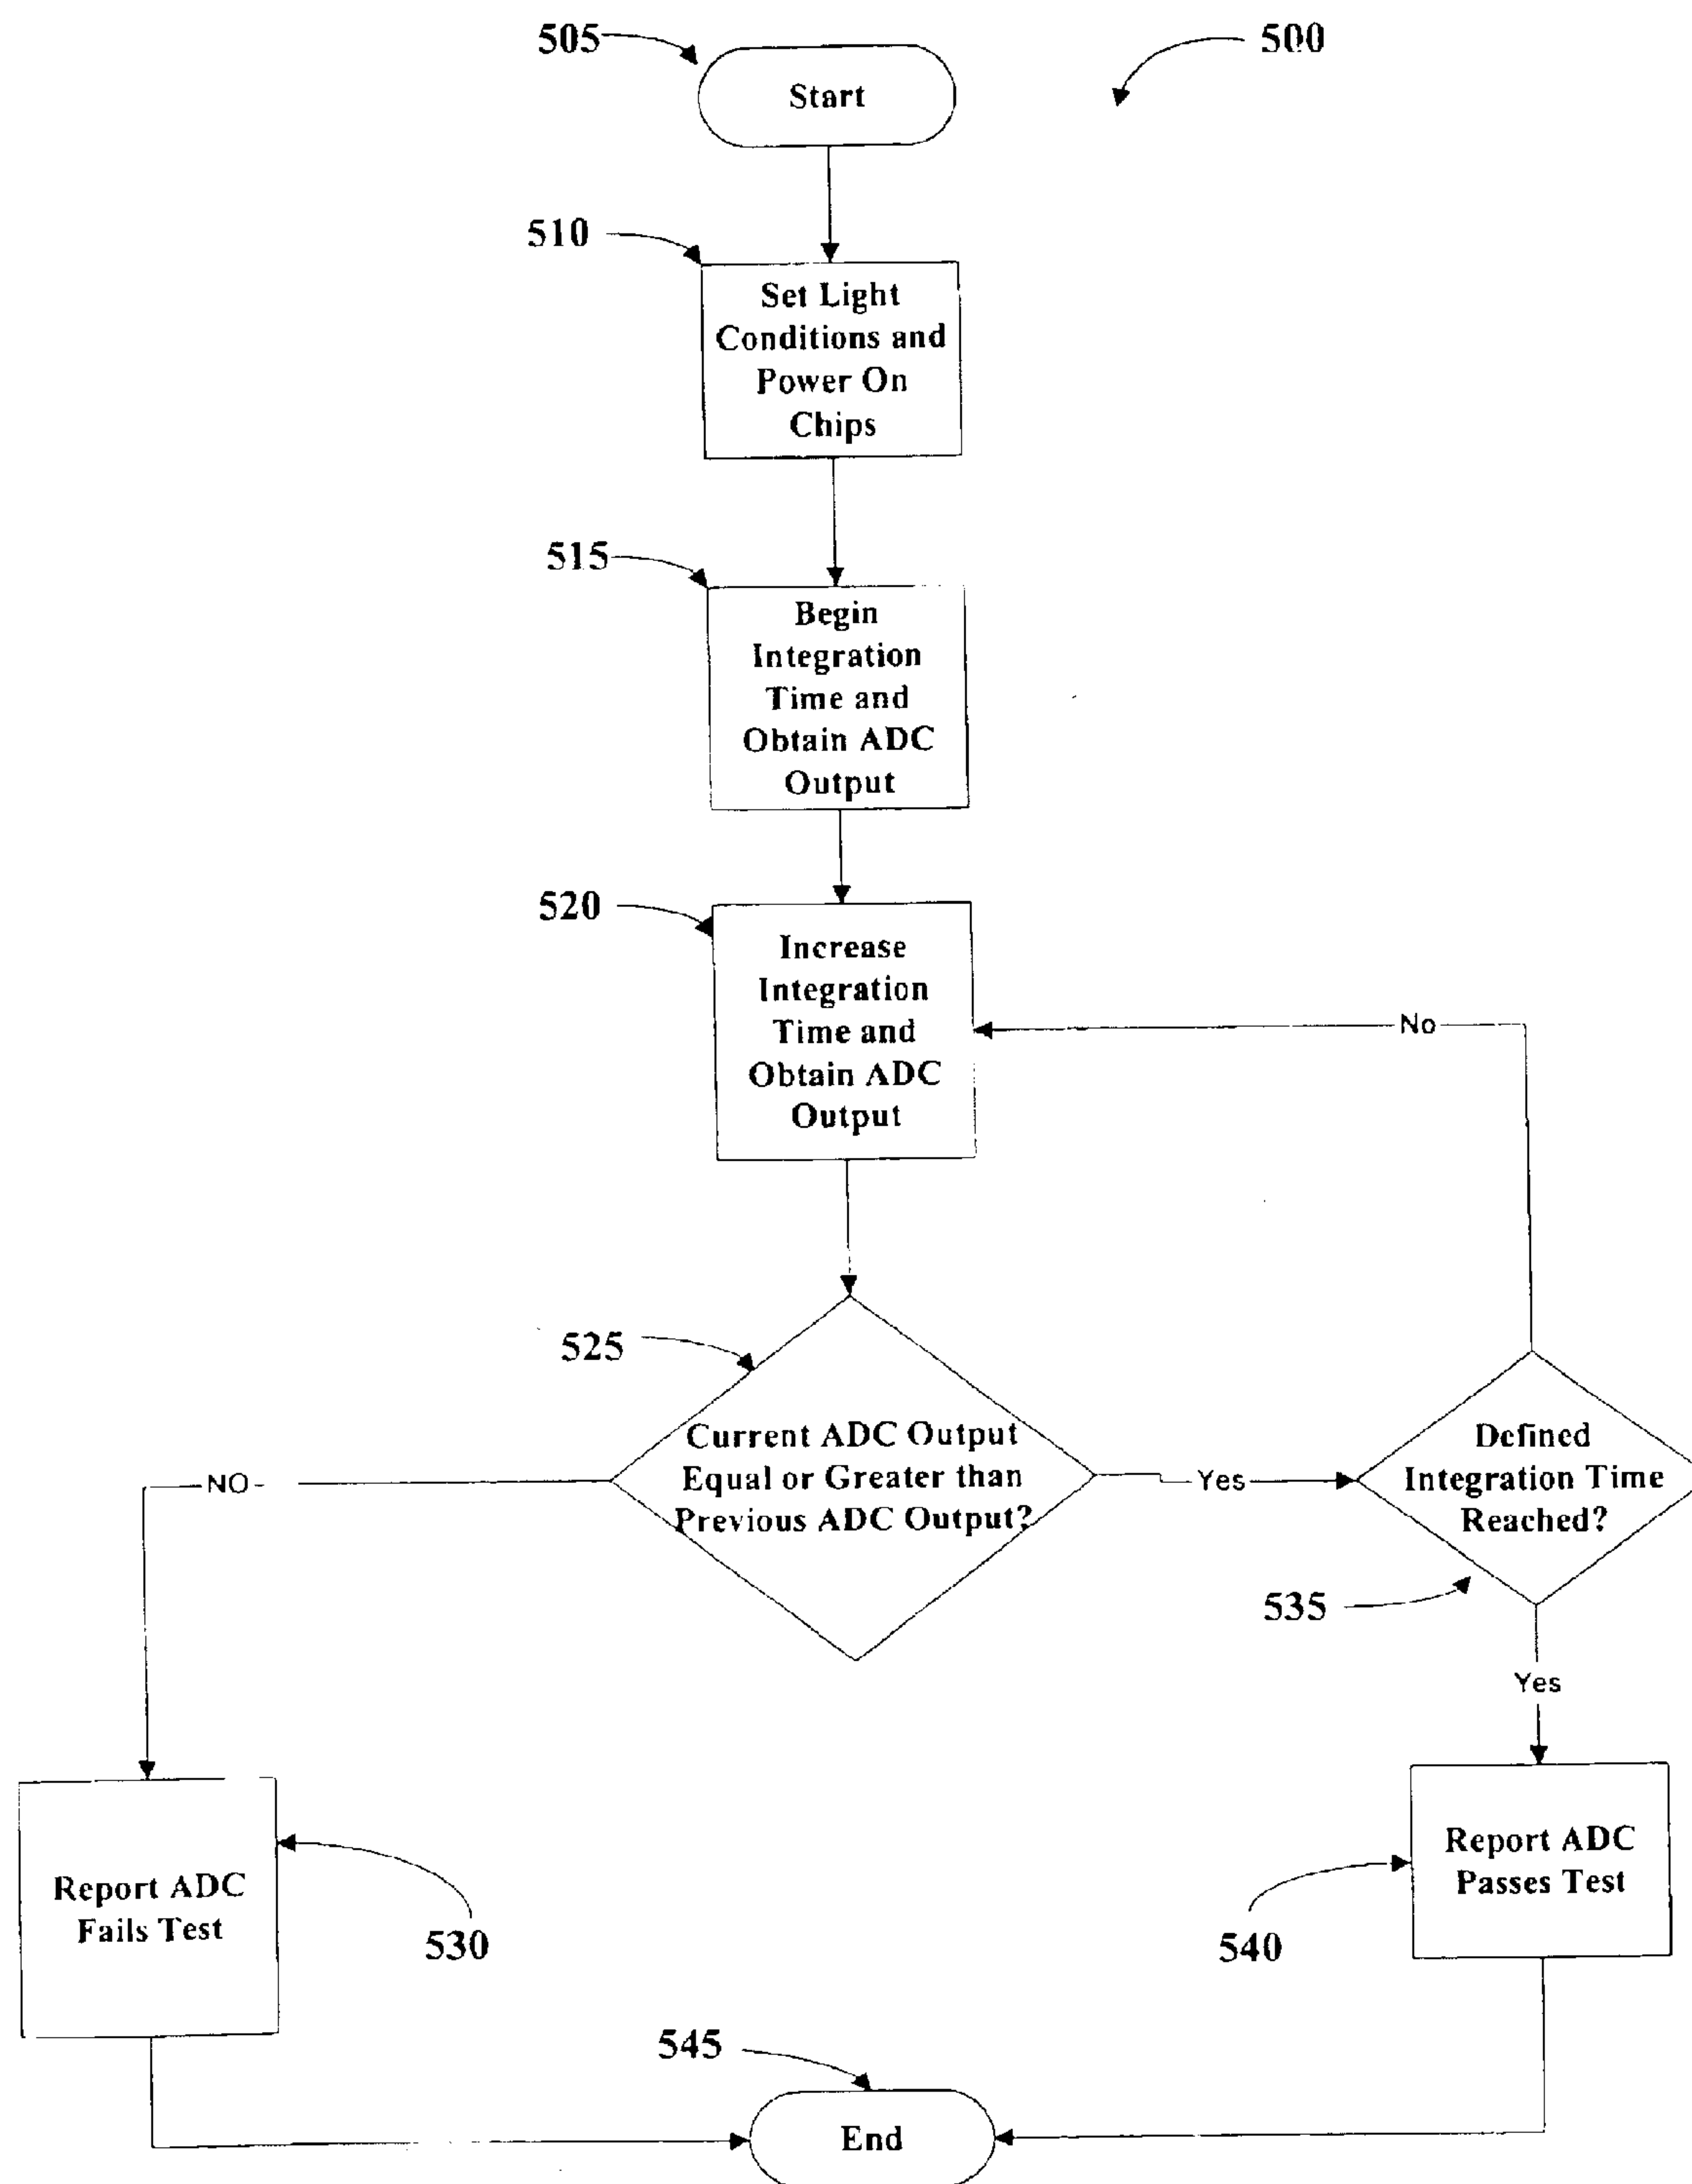 505
500
Start
510
Set Light
Conditions and
Power On
Chips
515
Begin
Integration
Time and
Obtain ADC
Output
520
Increase
Integration
Time and
Obtain ADC
Output
No
525
Current ADC Output
Equal or Greater than
Previous ADC Output?
NO
Yes
Defined
Integration Time
Reached?
535
Yes
Report ADC
Fails Test
530
Report ADC
Passes Test
540
545
End